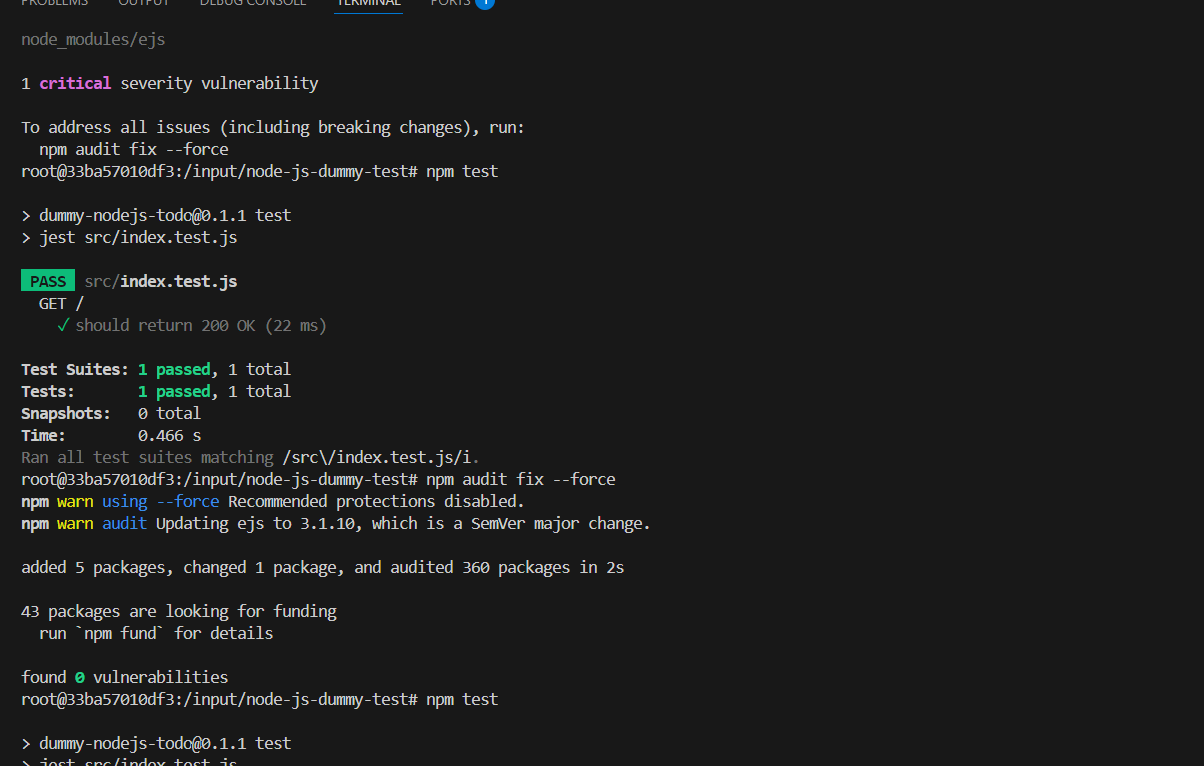 PROBLEMS OUTPUT DEBUG CONSOLE TERMINAL PORTS 1
node_modules/ejs
1 critical severity vulnerability
To address all issues (including breaking changes), run:
  npm audit fix --force
root@33ba57010df3:/input/node-js-dummy-test# npm test
> dummy-nodejs-todo@0.1.1 test
> jest src/index.test.js
PASS src/index.test.js
  GET /
    ✓ should return 200 OK (22 ms)
Test Suites: 1 passed, 1 total
Tests:       1 passed, 1 total
Snapshots:   0 total
Time:        0.466 s
Ran all test suites matching /src\/index.test.js/i.
root@33ba57010df3:/input/node-js-dummy-test# npm audit fix --force
npm warn using --force Recommended protections disabled.
npm warn audit Updating ejs to 3.1.10, which is a SemVer major change.
added 5 packages, changed 1 package, and audited 360 packages in 2s
43 packages are looking for funding
  run `npm fund` for details
found 0 vulnerabilities
root@33ba57010df3:/input/node-js-dummy-test# npm test
> dummy-nodejs-todo@0.1.1 test
> jest src/index.test.js